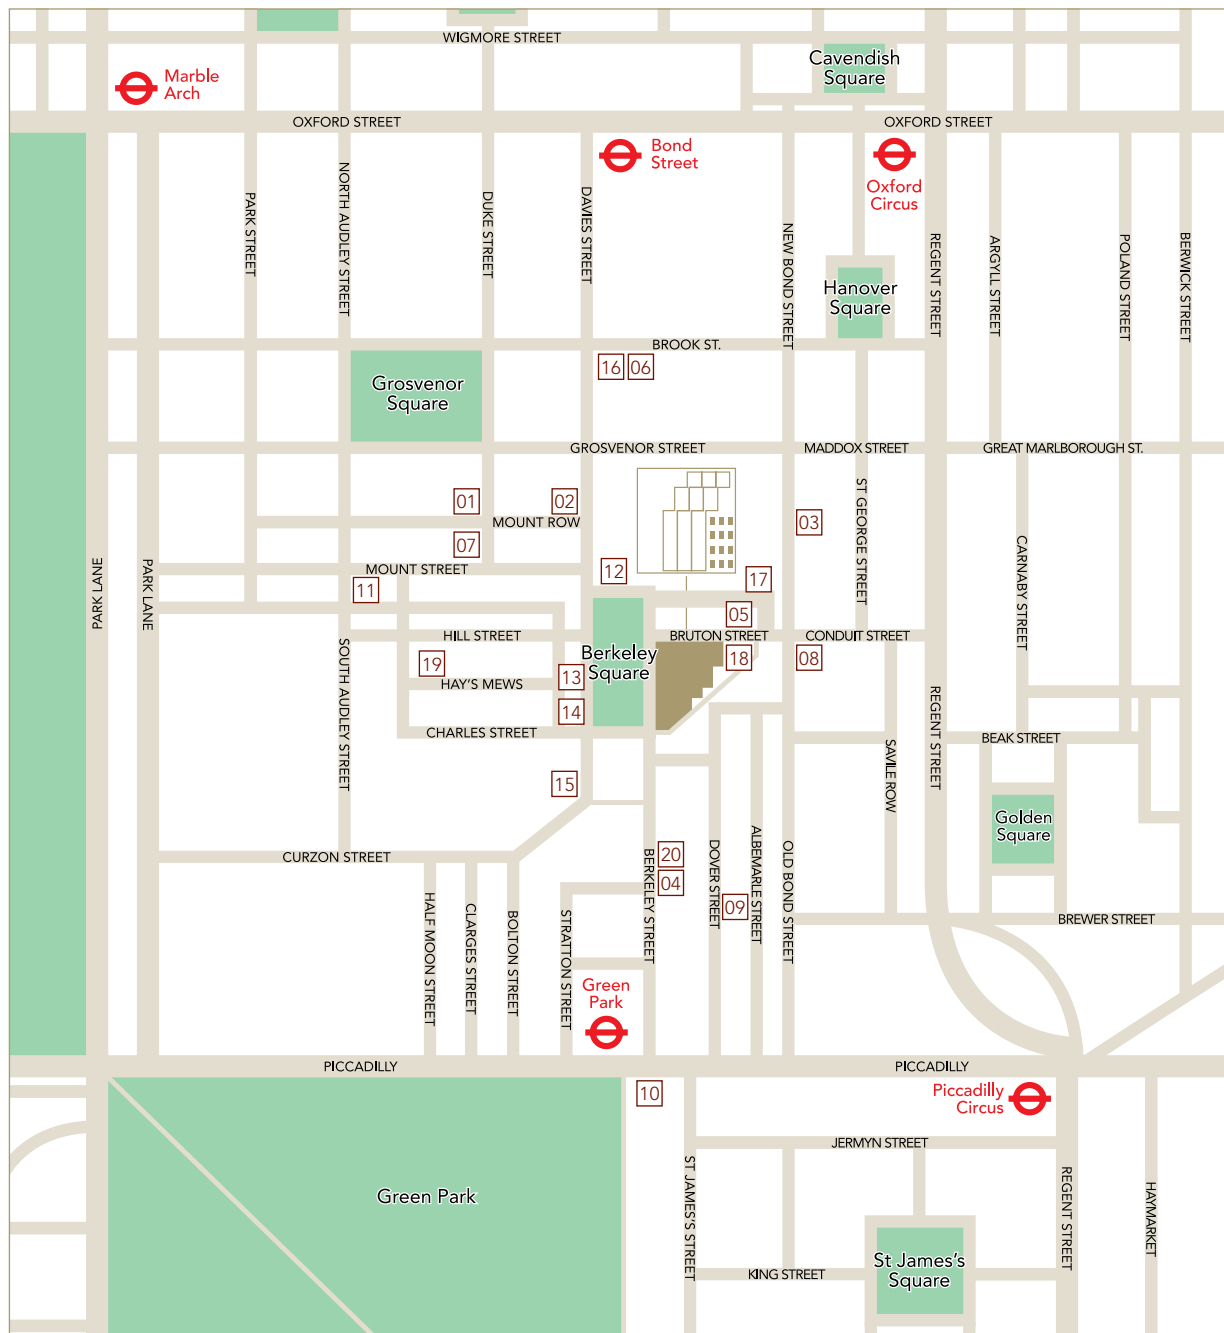 WIGMORE STREET
Cavendish
Square
Marble
Arch
OXFORD STREET
OXFORD STREET
Bond
Street
Oxford
Circus
PARK STREET
NORTH AUDLEY STREET
DUKE STREET
DAVIES STREET
NEW BOND STREET
REGENT STREET
ARGYLL STREET
POLAND STREET
BERWICK STREET
Hanover
Square
BROOK ST.
16
06
Grosvenor
Square
GROSVENOR STREET
MADDOX STREET
GREAT MARLBOROUGH ST.
01
02
MOUNT ROW
03
ST GEORGE STREET
07
MOUNT STREET
PARK LANE
PARK LANE
CARNABY STREET
12
17
11
05
HILL STREET
BRUTON STREET
CONDUIT STREET
Berkeley
Square
18
08
19
13
HAY'S MEWS
SOUTH AUDLEY STREET
14
CHARLES STREET
REGENT STREET
BEAK STREET
SAVILE ROW
15
Golden
Square
CURZON STREET
20
04
BERKELEY STREET
DOVER STREET
ALBEMARLE STREET
OLD BOND STREET
09
HALF MOON STREET
CLARGES STREET
BOLTON STREET
STRATTON STREET
BREWER STREET
Green
Park
PICCADILLY
PICCADILLY
10
Piccadilly
Circus
JERMYN STREET
ST JAMES'S STREET
REGENT STREET
HAYMARKET
Green Park
KING STREET
St James's
Square